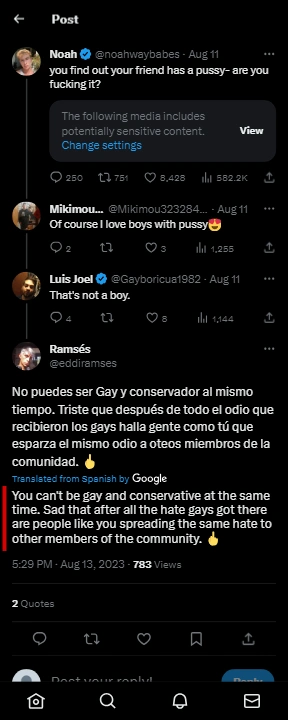 Post
Noah @noahwaybabes · Aug 11
you find out your friend has a pussy- are you
fucking it?
The following media includes
potentially sensitive content.
Change settings
View
250 751 8,428 582.2K
Mikimou... @Mikimou323284... · Aug 11
Of course I love boys with pussy😍
2 3 1,255
Luis Joel @Gayboricua1982 · Aug 11
That's not a boy.
4 8 1,144
Ramsés
@eddiramses
No puedes ser Gay y conservador al mismo
tiempo. Triste que después de todo el odio que
recibieron los gays halla gente como tú que
esparza el mismo odio a oteos miembros de la
comunidad. 👆
Translated from Spanish by Google
You can't be gay and conservative at the same
time. Sad that after all the hate gays got there
are people like you spreading the same hate to
other members of the community. 👆
5:29 PM · Aug 13, 2023 · 783 Views
2 Quotes
Post your reply!
Reply